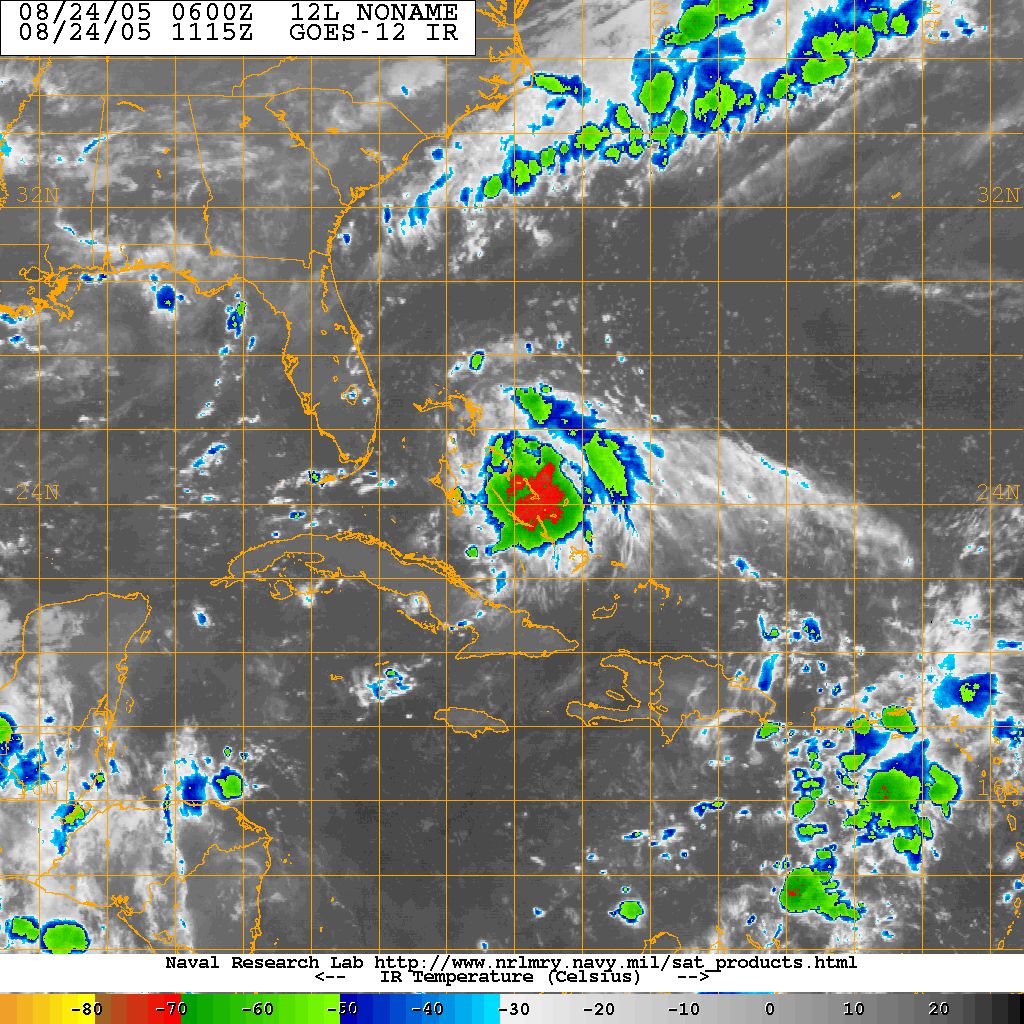 08/24/05 0600Z 12L NONAME
08/24/05 1115Z GOES-12 IR
32N 32N
24N 24N
16N 16N
Naval Research Lab http://www.nrlmry.navy.mil/sat_products.html
<-- IR Temperature (Celsius) -->
-80 -70 -60 -50 -40 -30 -20 -10 0 10 20